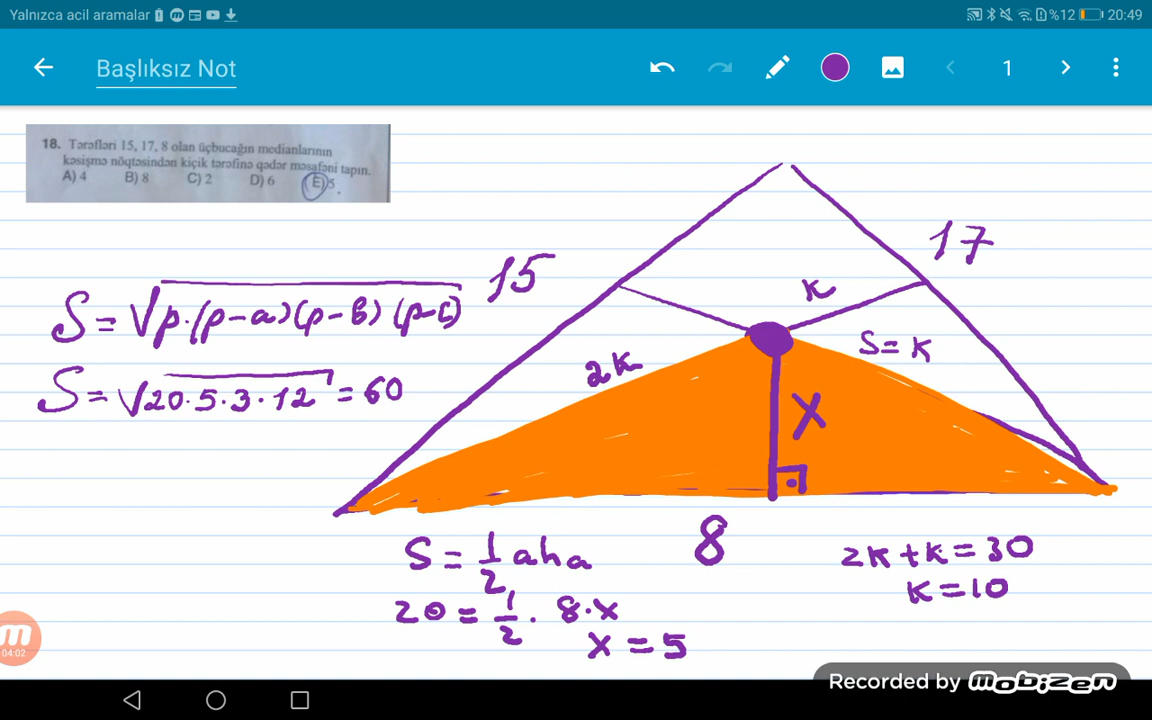 Yalnızca acil aramalar
%12 20:49
Başlıksız Not
1
18. Tərəfləri 15, 17, 8 olan üçbucağın medianlarının
kəsişmə nöqtəsindən kiçik tərəfinə qədər məsafəni tapın.
A) 4 B) 8 C) 2 D) 6 E) 5
15
17
K
S = √p·(p-a)(p-b)(p-c)
2K
S = K
S = √20·5·3·12 = 60
X
8
S = 1/2 aha
2K + K = 30
20 = 1/2 · 8·x
K = 10
x = 5
04:02
Recorded by mobizen